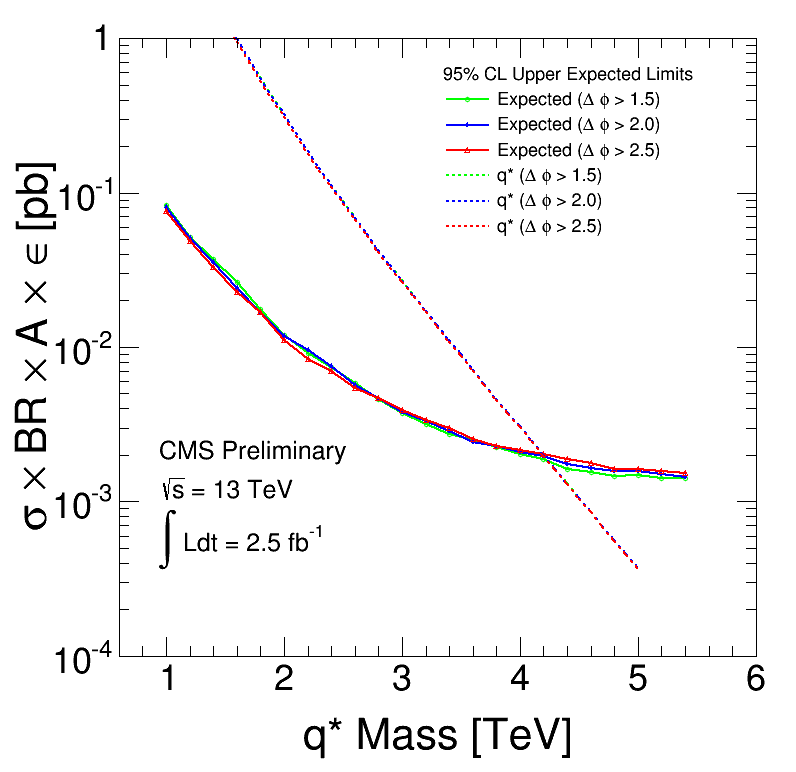 1
10^-1
10^-2
10^-3
10^-4
σ × BR × A × ∈ [pb]
95% CL Upper Expected Limits
Expected (Δ ϕ > 1.5)
Expected (Δ ϕ > 2.0)
Expected (Δ ϕ > 2.5)
q* (Δ ϕ > 1.5)
q* (Δ ϕ > 2.0)
q* (Δ ϕ > 2.5)
CMS Preliminary
√s = 13 TeV
∫ Ldt = 2.5 fb^-1
1 2 3 4 5 6
q* Mass [TeV]